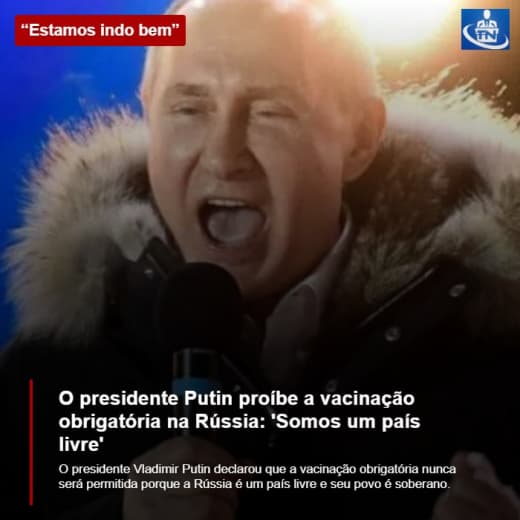 “Estamos indo bem”
TN
O presidente Putin proíbe a vacinação
obrigatória na Rússia: 'Somos um país
livre'
O presidente Vladimir Putin declarou que a vacinação obrigatória nunca
será permitida porque a Rússia é um país livre e seu povo é soberano.